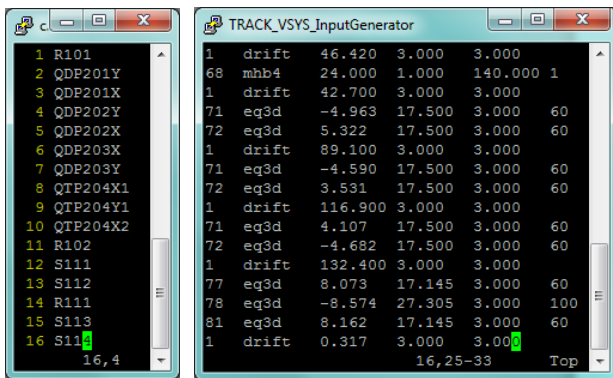 c.
1 R101
2 QDP201Y
3 QDP201X
4 QDP202Y
5 QDP202X
6 QDP203X
7 QDP203Y
8 QTP204X1
9 QTP204Y1
10 QTP204X2
11 R102
12 S111
13 S112
14 R111
15 S113
16 S114
16,4
TRACK_VSYS_InputGenerator
1 drift 46.420 3.000 3.000
68 mhb4 24.000 1.000 140.000 1
1 drift 42.700 3.000 3.000
71 eq3d -4.963 17.500 3.000 60
72 eq3d 5.322 17.500 3.000 60
1 drift 89.100 3.000 3.000
71 eq3d -4.590 17.500 3.000 60
72 eq3d 3.531 17.500 3.000 60
1 drift 116.900 3.000 3.000
71 eq3d 4.107 17.500 3.000 60
72 eq3d -4.682 17.500 3.000 60
1 drift 132.400 3.000 3.000
77 eq3d 8.073 17.145 3.000 60
78 eq3d -8.574 27.305 3.000 100
81 eq3d 8.162 17.145 3.000 60
1 drift 0.317 3.000 3.000
16,25-33 Top